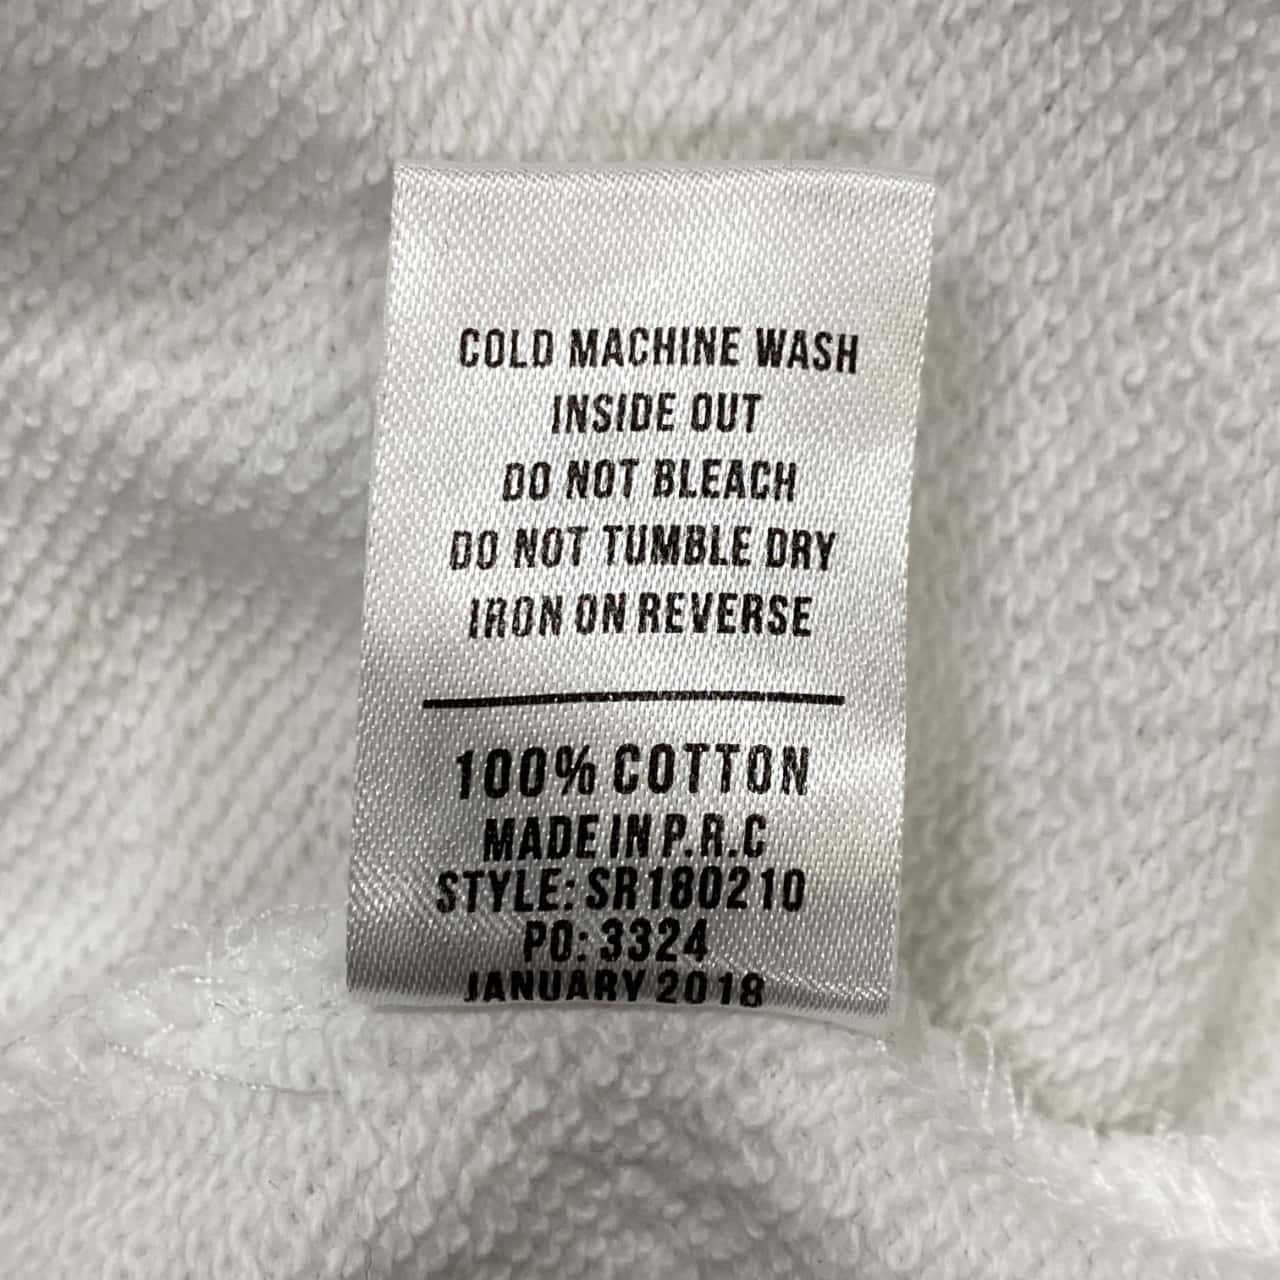 COLD MACHINE WASH
INSIDE OUT
DO NOT BLEACH
DO NOT TUMBLE DRY
IRON ON REVERSE
100% COTTON
MADE IN P.R.C
STYLE: SR180210
PO: 3324
JANUARY 2018